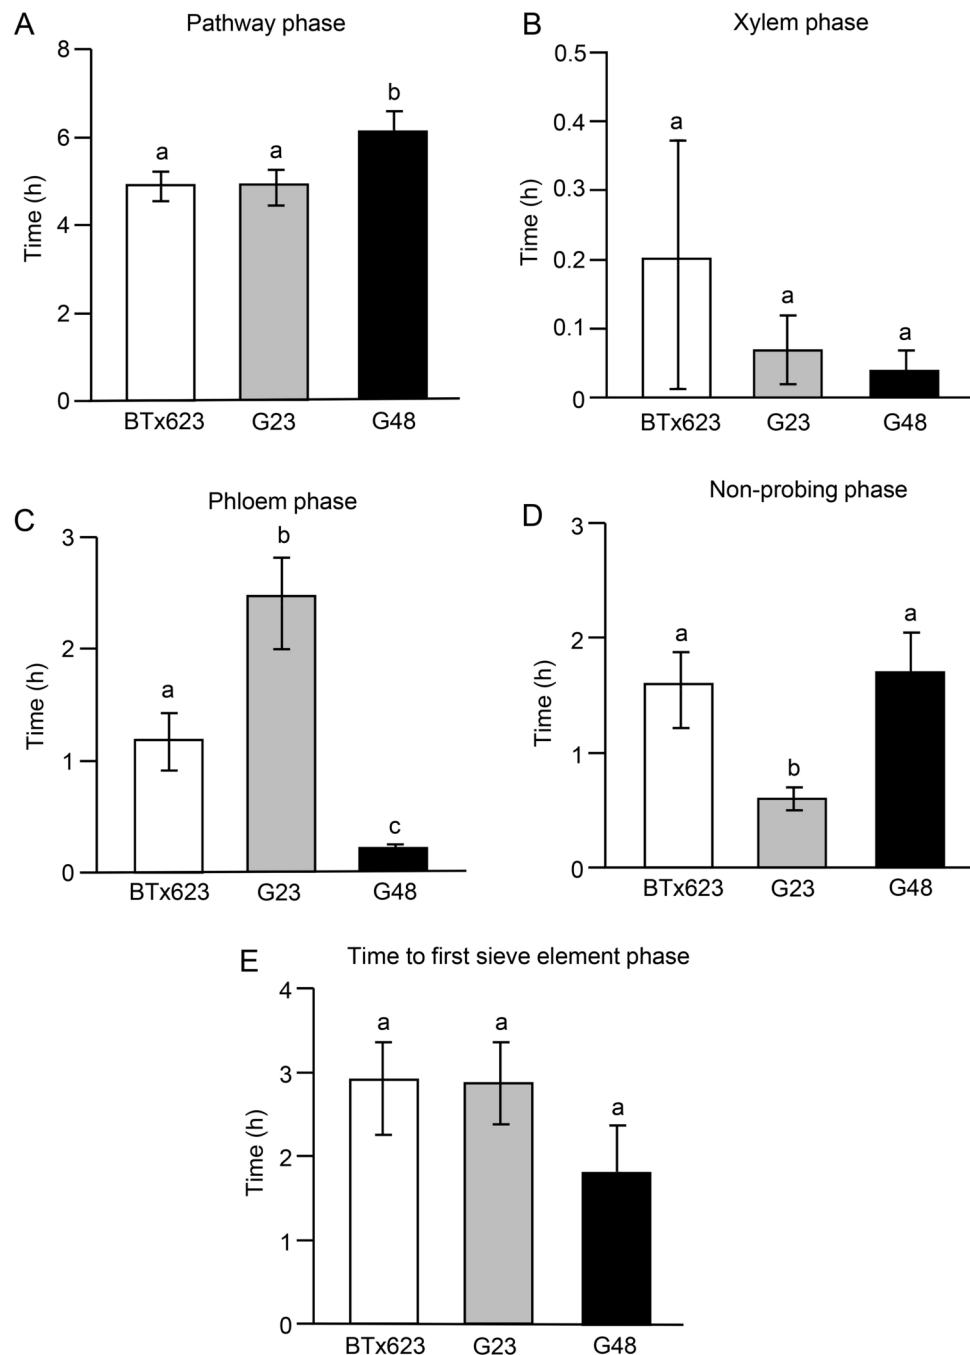 A
Pathway phase
8
6
4
2
0
Time (h)
a
a
b
BTx623
G23
G48
B
Xylem phase
0.5
0.4
0.3
0.2
0.1
0
Time (h)
a
a
a
BTx623
G23
G48
C
Phloem phase
3
2
1
0
Time (h)
a
b
c
BTx623
G23
G48
D
Non-probing phase
3
2
1
0
Time (h)
a
b
a
BTx623
G23
G48
E
Time to first sieve element phase
4
3
2
1
0
Time (h)
a
a
a
BTx623
G23
G48